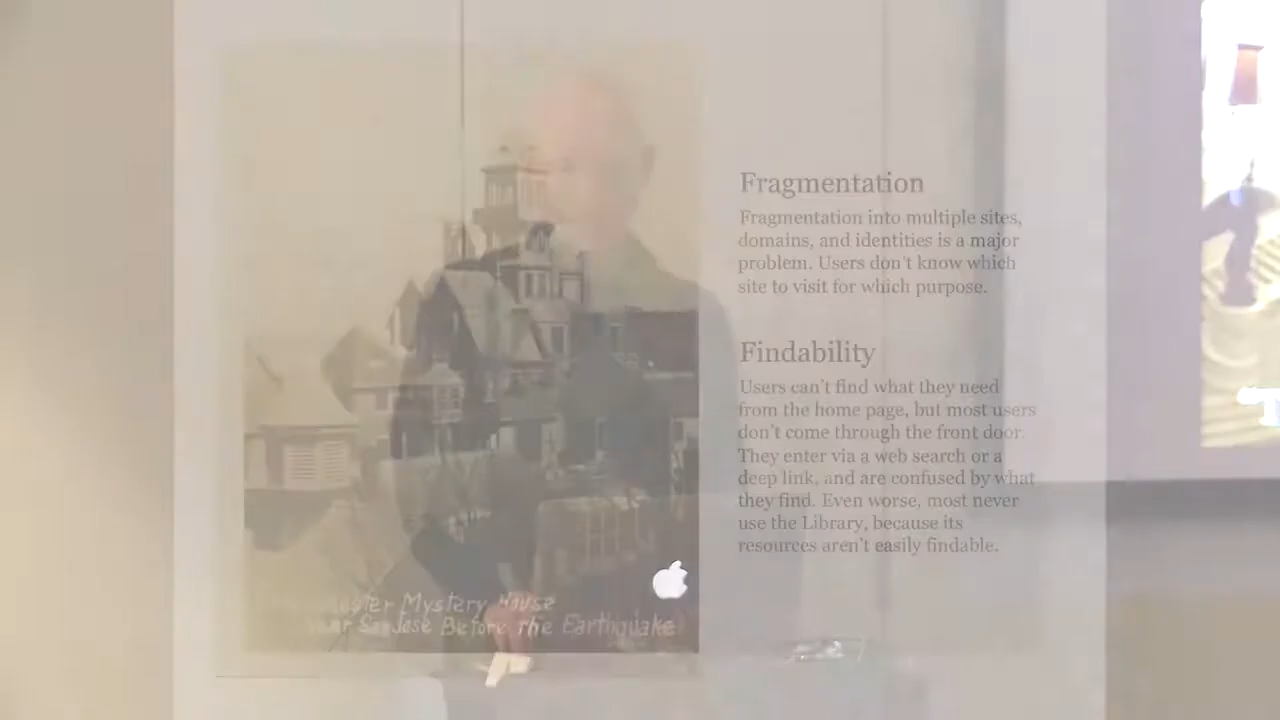 Fragmentation
Fragmentation into multiple sites,
domains, and identities is a major
problem. Users don't know which
site to visit for which purpose.
Findability
Users can't find what they need
from the home page, but most users
don't come through the front door.
They enter via a web search or a
deep link, and are confused by what
they find. Even worse, most never
use the Library, because its
resources aren't easily findable.
Mystery House
San Jose Before the Earthquake